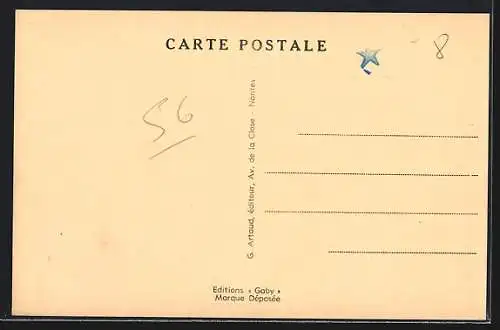 CARTE POSTALE
8
56
G. Artaud, éditeur, Av. de la Close - Nantes
Editions « Gaby »
Marque Déposée